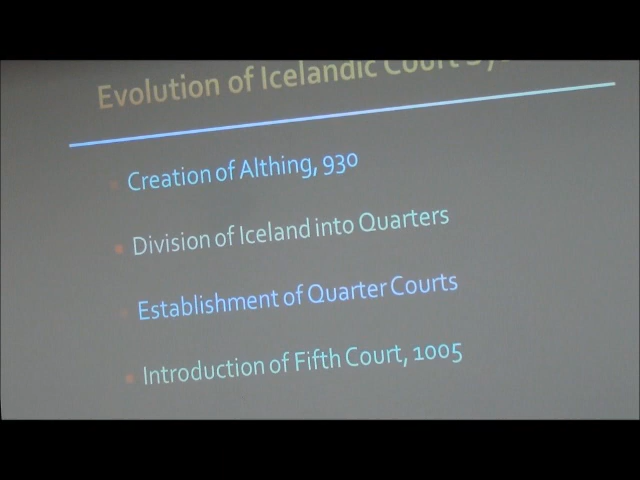 Evolution of Icelandic Court
Creation of Althing, 930
Division of Iceland into Quarters
Establishment of Quarter Courts
Introduction of Fifth Court, 1005